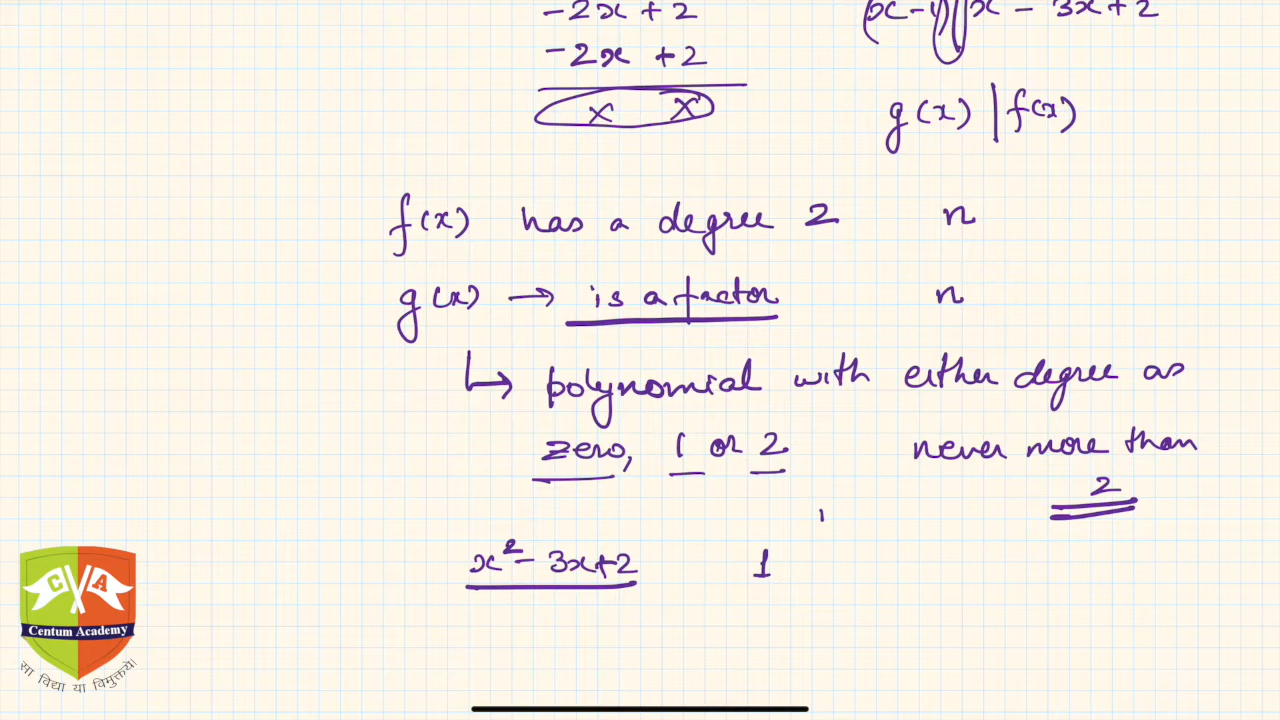 -2x + 2
(x-1)) x - 3x + 2
-2x + 2
x x
g(x) | f(x)
f(x) has a degree 2 n
g(x) → is a factor n
↳ polynomial with either degree as
zero, 1 or 2 never more than
2
x² - 3x + 2 1
C A
Centum Academy
सा विद्या या विमुक्तये।